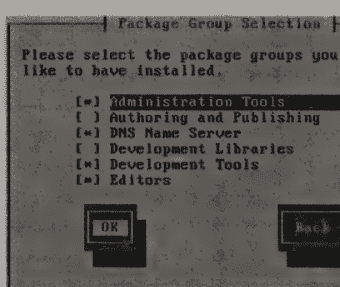 Package Group Selection
Please select the package groups you
like to have installed.
[*] Administration Tools
[ ] Authoring and Publishing
[*] DNS Name Server
[ ] Development Libraries
[*] Development Tools
[*] Editors
OK Back